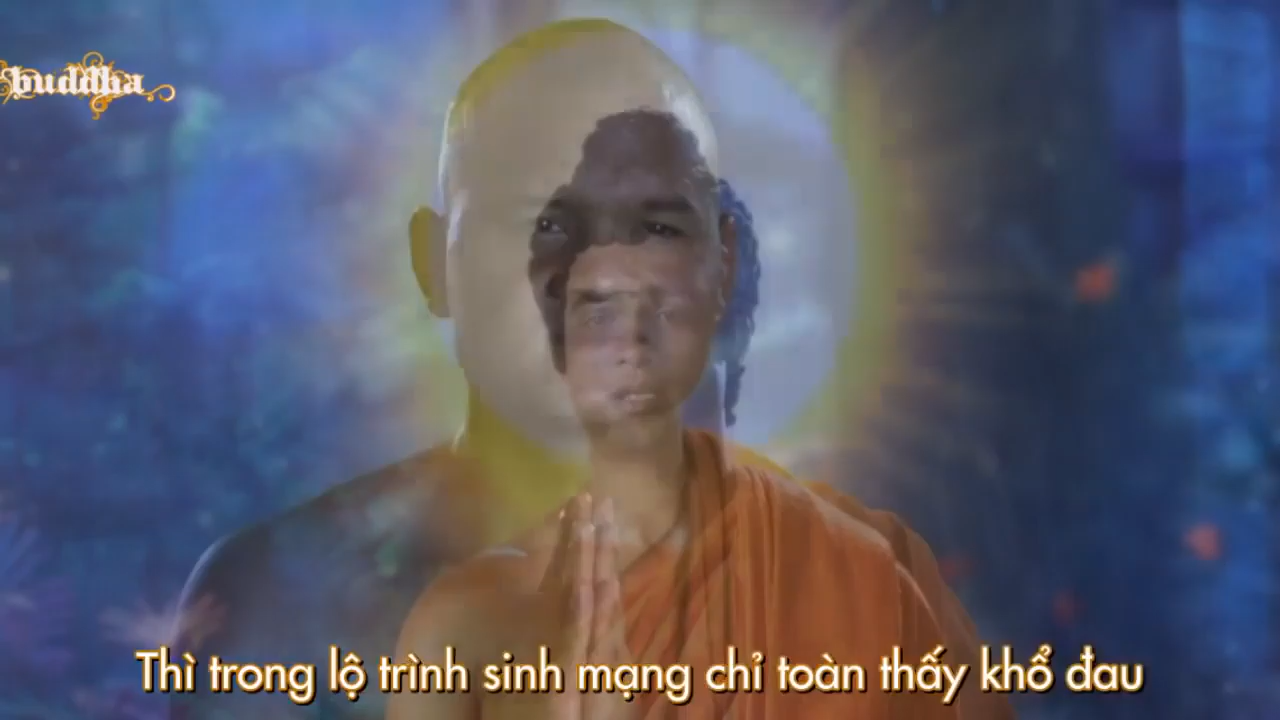 buddha
Thì trong lộ trình sinh mạng chỉ toàn thấy khổ đau